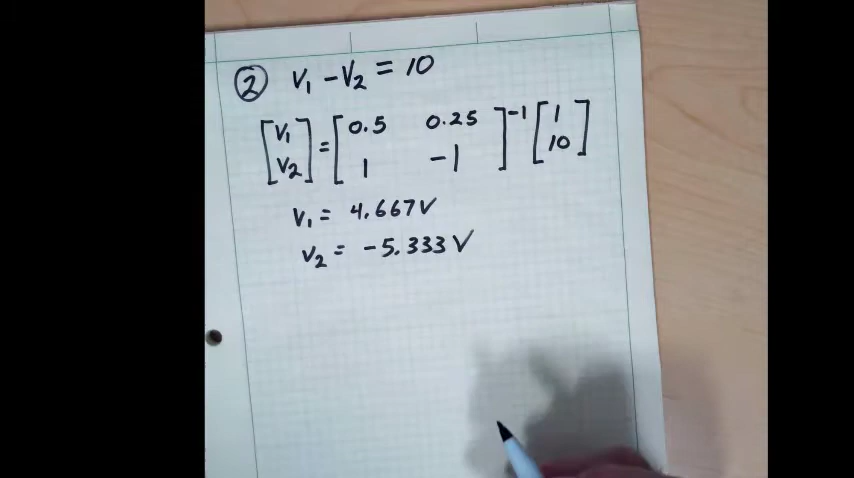 ② V₁ - V₂ = 10
[V₁ V₂] = [0.5 0.25 1 -1]⁻¹ [1 10]
V₁ = 4.667V
V₂ = -5.333V